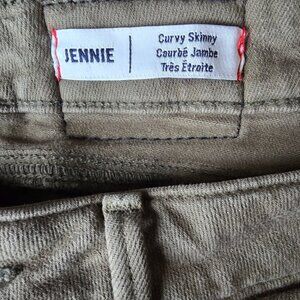 JENNIE
Curvy Skinny
Courbé Jambe
Très Étroite